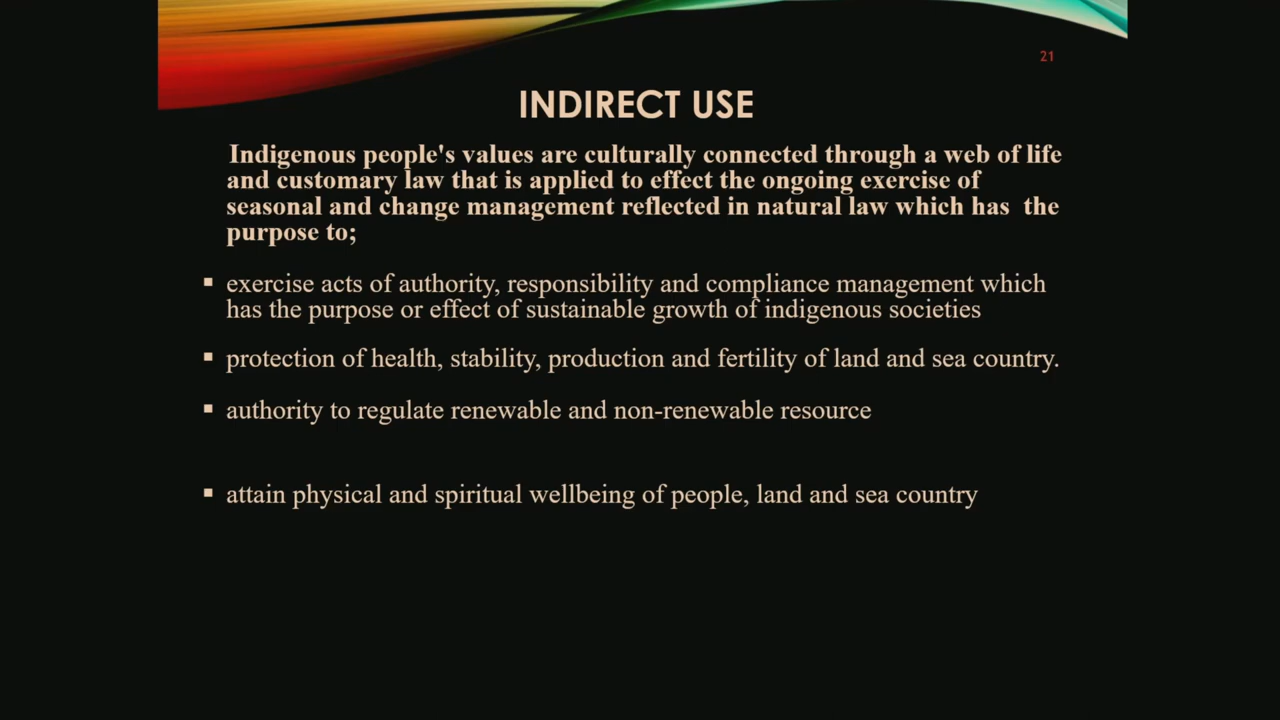 21
INDIRECT USE
Indigenous people's values are culturally connected through a web of life
and customary law that is applied to effect the ongoing exercise of
seasonal and change management reflected in natural law which has  the
purpose to;
▪ exercise acts of authority, responsibility and compliance management which
has the purpose or effect of sustainable growth of indigenous societies
▪ protection of health, stability, production and fertility of land and sea country.
▪ authority to regulate renewable and non-renewable resource
▪ attain physical and spiritual wellbeing of people, land and sea country